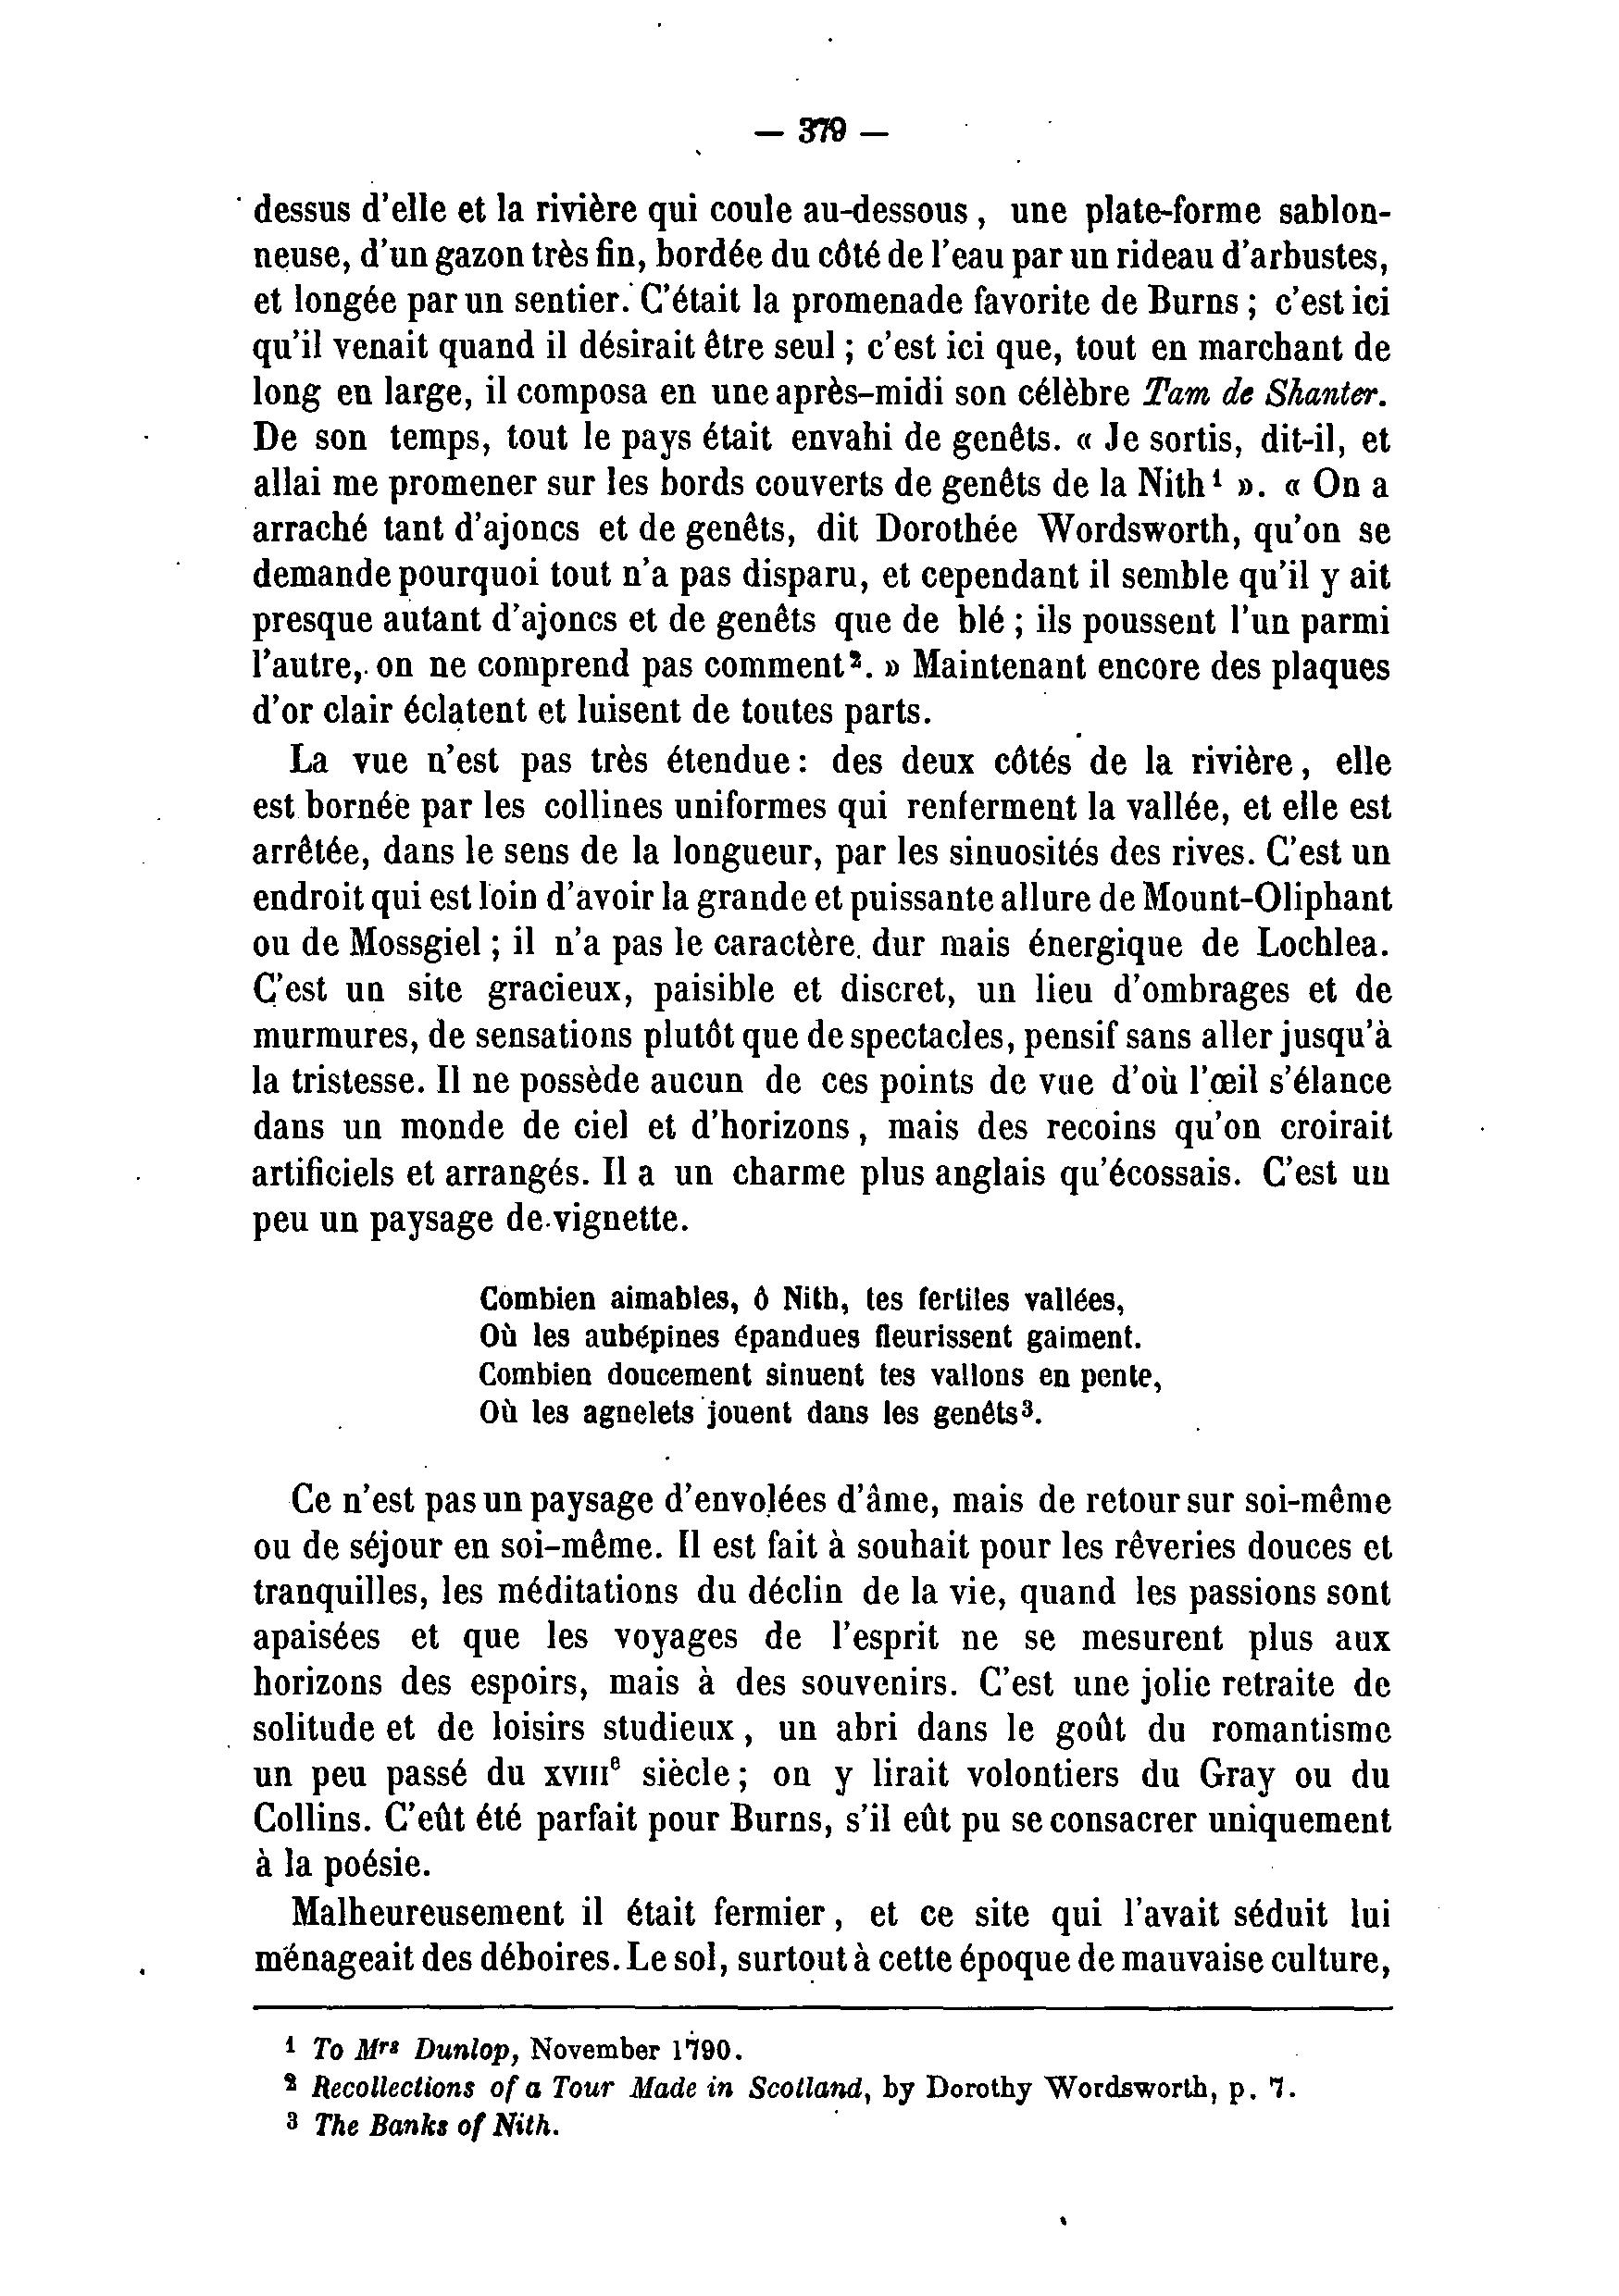 — 379 —
dessus d'elle et la rivière qui coule au-dessous, une plate-forme sablon-
neuse, d'un gazon très fin, bordée du côté de l'eau par un rideau d'arbustes,
et longée par un sentier. C'était la promenade favorite de Burns ; c'est ici
qu'il venait quand il désirait être seul ; c'est ici que, tout en marchant de
long en large, il composa en une après-midi son célèbre Tam de Shanter.
De son temps, tout le pays était envahi de genêts. « Je sortis, dit-il, et
allai me promener sur les bords couverts de genêts de la Nith¹ ». « On a
arraché tant d'ajoncs et de genêts, dit Dorothée Wordsworth, qu'on se
demande pourquoi tout n'a pas disparu, et cependant il semble qu'il y ait
presque autant d'ajoncs et de genêts que de blé ; ils poussent l'un parmi
l'autre, on ne comprend pas comment². » Maintenant encore des plaques
d'or clair éclatent et luisent de toutes parts.
La vue n'est pas très étendue : des deux côtés de la rivière, elle
est bornée par les collines uniformes qui renferment la vallée, et elle est
arrêtée, dans le sens de la longueur, par les sinuosités des rives. C'est un
endroit qui est loin d'avoir la grande et puissante allure de Mount-Oliphant
ou de Mossgiel ; il n'a pas le caractère dur mais énergique de Lochlea.
C'est un site gracieux, paisible et discret, un lieu d'ombrages et de
murmures, de sensations plutôt que de spectacles, pensif sans aller jusqu'à
la tristesse. Il ne possède aucun de ces points de vue d'où l'œil s'élance
dans un monde de ciel et d'horizons, mais des recoins qu'on croirait
artificiels et arrangés. Il a un charme plus anglais qu'écossais. C'est un
peu un paysage de vignette.
Combien aimables, ô Nith, tes fertiles vallées,
Où les aubépines épandues fleurissent gaiment.
Combien doucement sinuent tes vallons en pente,
Où les agnelets jouent dans les genêts³.
Ce n'est pas un paysage d'envolées d'âme, mais de retour sur soi-même
ou de séjour en soi-même. Il est fait à souhait pour les rêveries douces et
tranquilles, les méditations du déclin de la vie, quand les passions sont
apaisées et que les voyages de l'esprit ne se mesurent plus aux
horizons des espoirs, mais à des souvenirs. C'est une jolie retraite de
solitude et de loisirs studieux, un abri dans le goût du romantisme
un peu passé du XVIIIᵉ siècle ; on y lirait volontiers du Gray ou du
Collins. C'eût été parfait pour Burns, s'il eût pu se consacrer uniquement
à la poésie.
Malheureusement il était fermier, et ce site qui l'avait séduit lui
ménageait des déboires. Le sol, surtout à cette époque de mauvaise culture,
¹ To Mrs Dunlop, November 1790.
² Recollections of a Tour Made in Scotland, by Dorothy Wordsworth, p. 7.
³ The Banks of Nith.